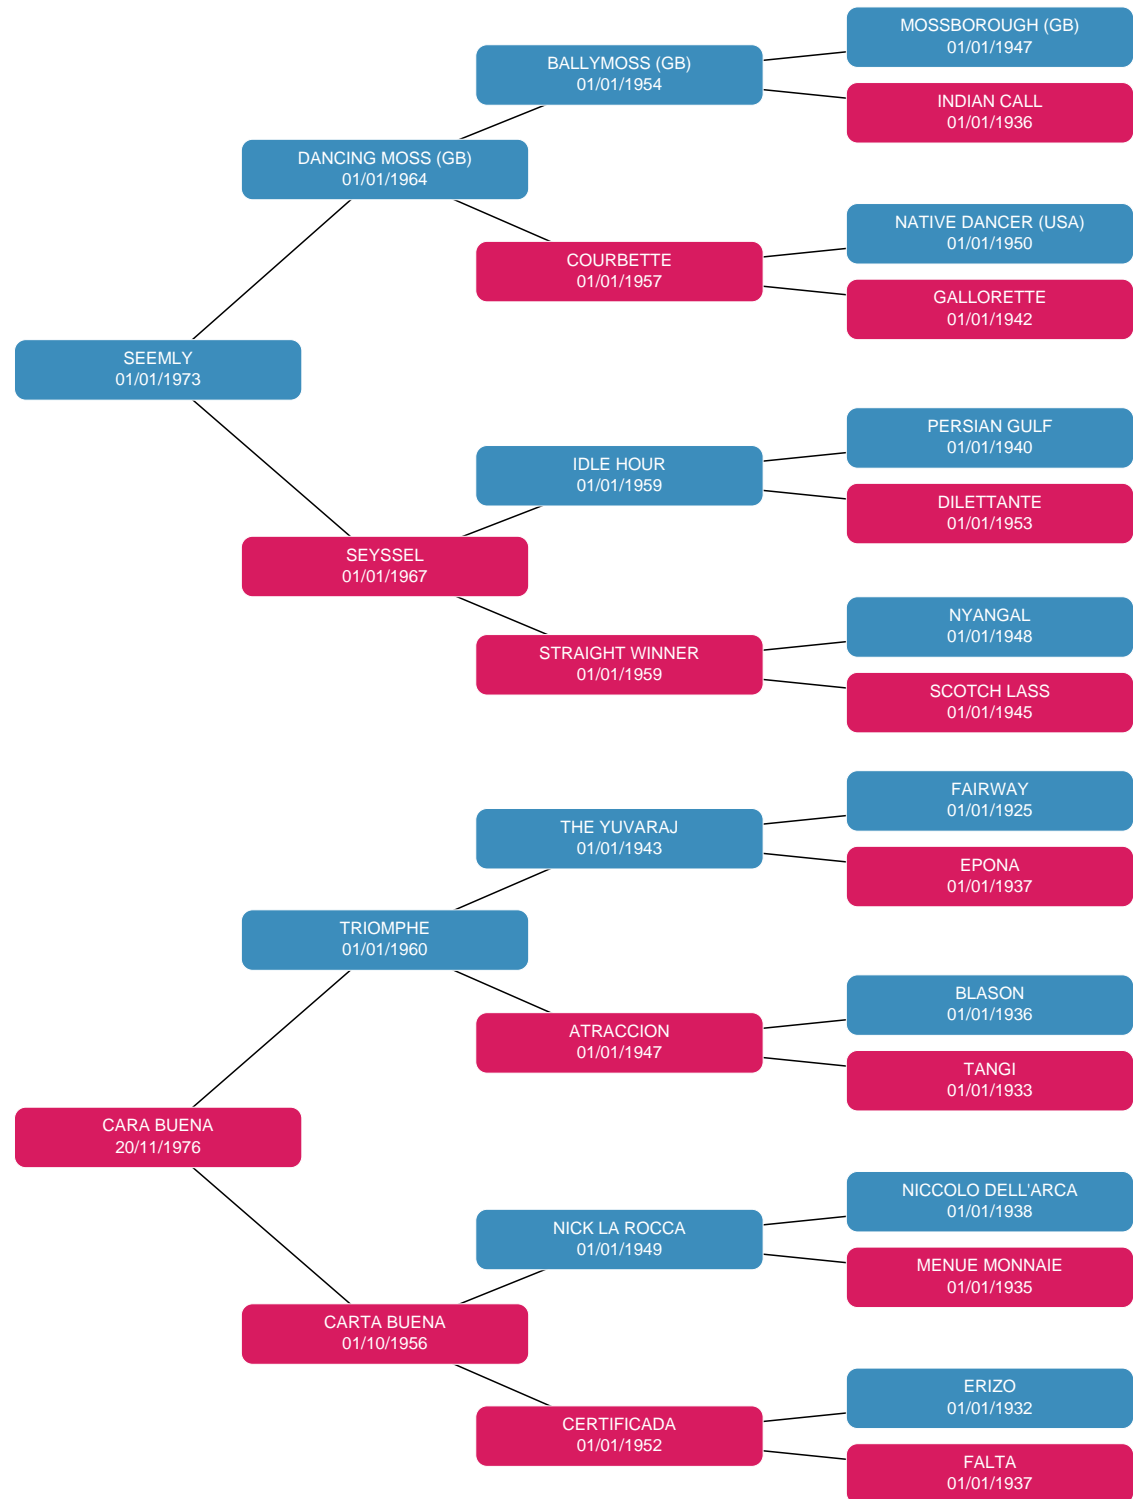 MOSSBOROUGH (GB)
01/01/1947
BALLYMOSS (GB)
01/01/1954
INDIAN CALL
01/01/1936
DANCING MOSS (GB)
01/01/1964
NATIVE DANCER (USA)
01/01/1950
COURBETTE
01/01/1957
GALLORETTE
01/01/1942
SEEMLY
01/01/1973
PERSIAN GULF
01/01/1940
IDLE HOUR
01/01/1959
DILETTANTE
01/01/1953
SEYSSEL
01/01/1967
NYANGAL
01/01/1948
STRAIGHT WINNER
01/01/1959
SCOTCH LASS
01/01/1945
FAIRWAY
01/01/1925
THE YUVARAJ
01/01/1943
EPONA
01/01/1937
TRIOMPHE
01/01/1960
BLASON
01/01/1936
ATRACCION
01/01/1947
TANGI
01/01/1933
CARA BUENA
20/11/1976
NICCOLO DELL'ARCA
01/01/1938
NICK LA ROCCA
01/01/1949
MENUE MONNAIE
01/01/1935
CARTA BUENA
01/10/1956
ERIZO
01/01/1932
CERTIFICADA
01/01/1952
FALTA
01/01/1937